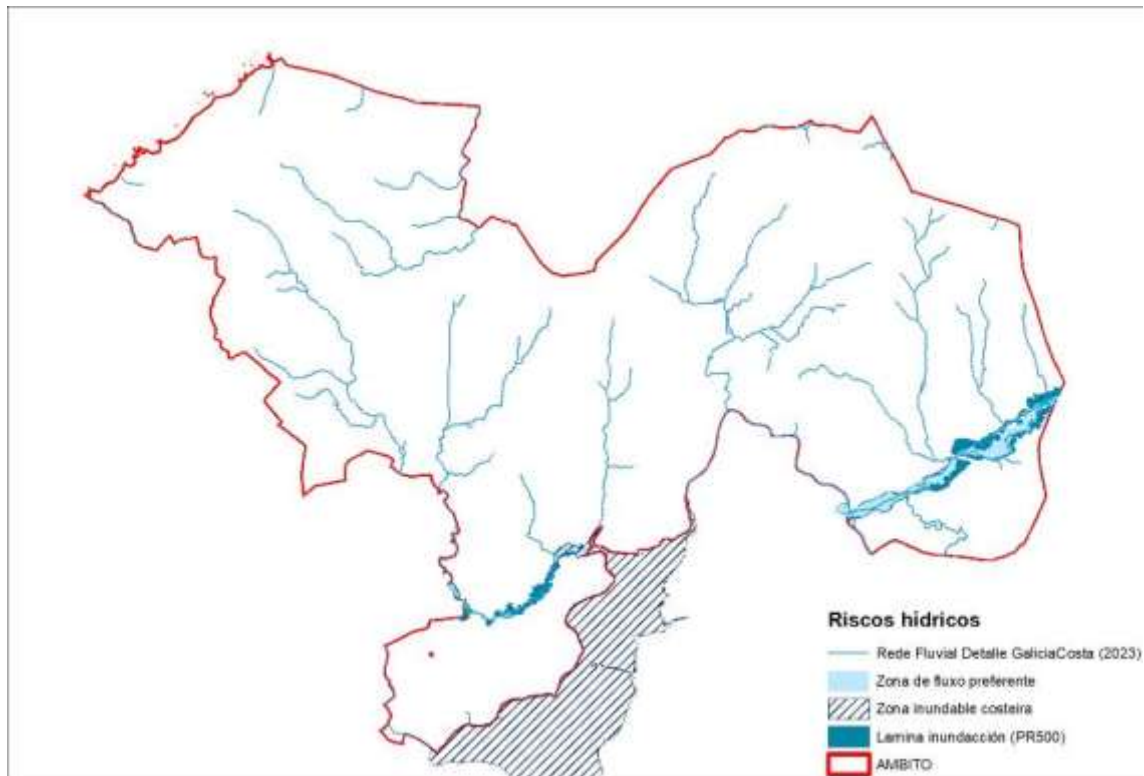 Riscos hídricos
Rede Fluvial Detalle GaliciaCosta (2023)
Zona de fluxo preferente
Zona inundable costeira
Lamina inundacción (PR500)
AMBITO